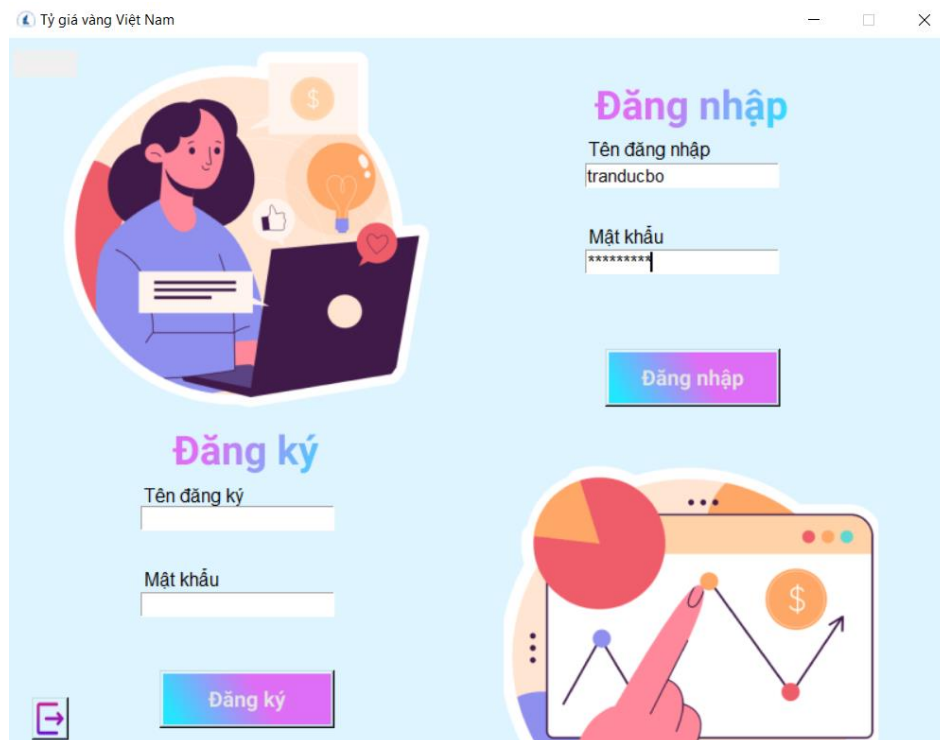 Tỷ giá vàng Việt Nam
$
Đăng nhập
Tên đăng nhập
tranducbo
Mật khẩu
*********
Đăng nhập
Đăng ký
Tên đăng ký
Mật khẩu
Đăng ký
$